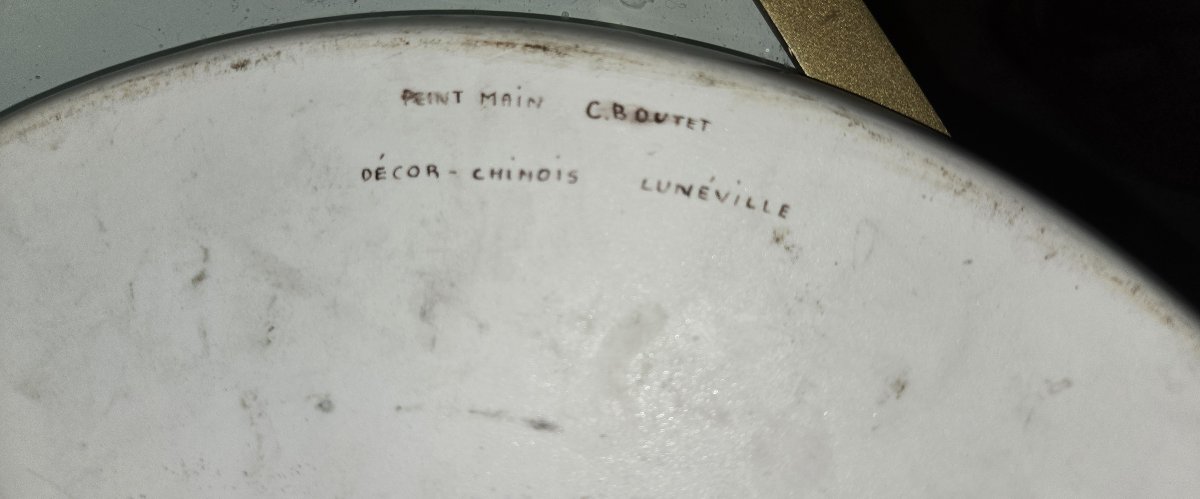 PEINT MAIN C.BOUTET
DÉCOR - CHINOIS LUNÉVILLE